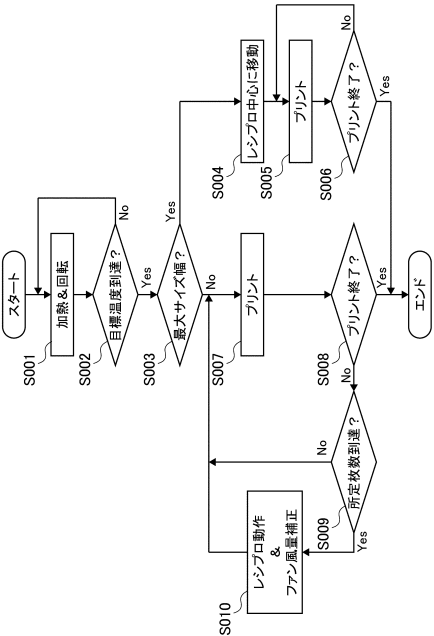 スタート
S001
加熱＆回転
S002
目標温度到達？
No
Yes
S003
最大サイズ幅？
Yes
No
S004
レシプロ中心に移動
S005
プリント
S006
プリント終了？
No
Yes
S007
プリント
S008
プリント終了？
Yes
No
S009
所定枚数到達？
No
Yes
S010
レシプロ動作
＆
ファン風量補正
エンド